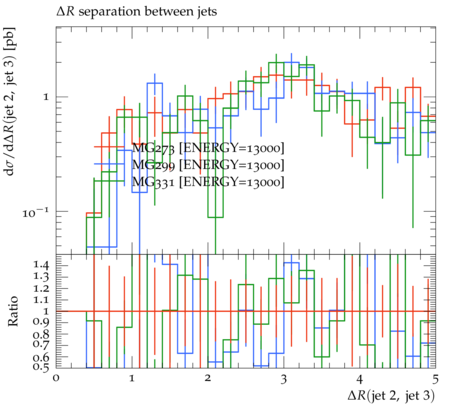 ΔR separation between jets
dσ/dΔR(jet 2, jet 3) [pb]
1
10⁻¹
MG273 [ENERGY=13000]
MG299 [ENERGY=13000]
MG331 [ENERGY=13000]
Ratio
1.4
1.3
1.2
1.1
1
0.9
0.8
0.7
0.6
0.5
0 1 2 3 4 5
ΔR(jet 2, jet 3)